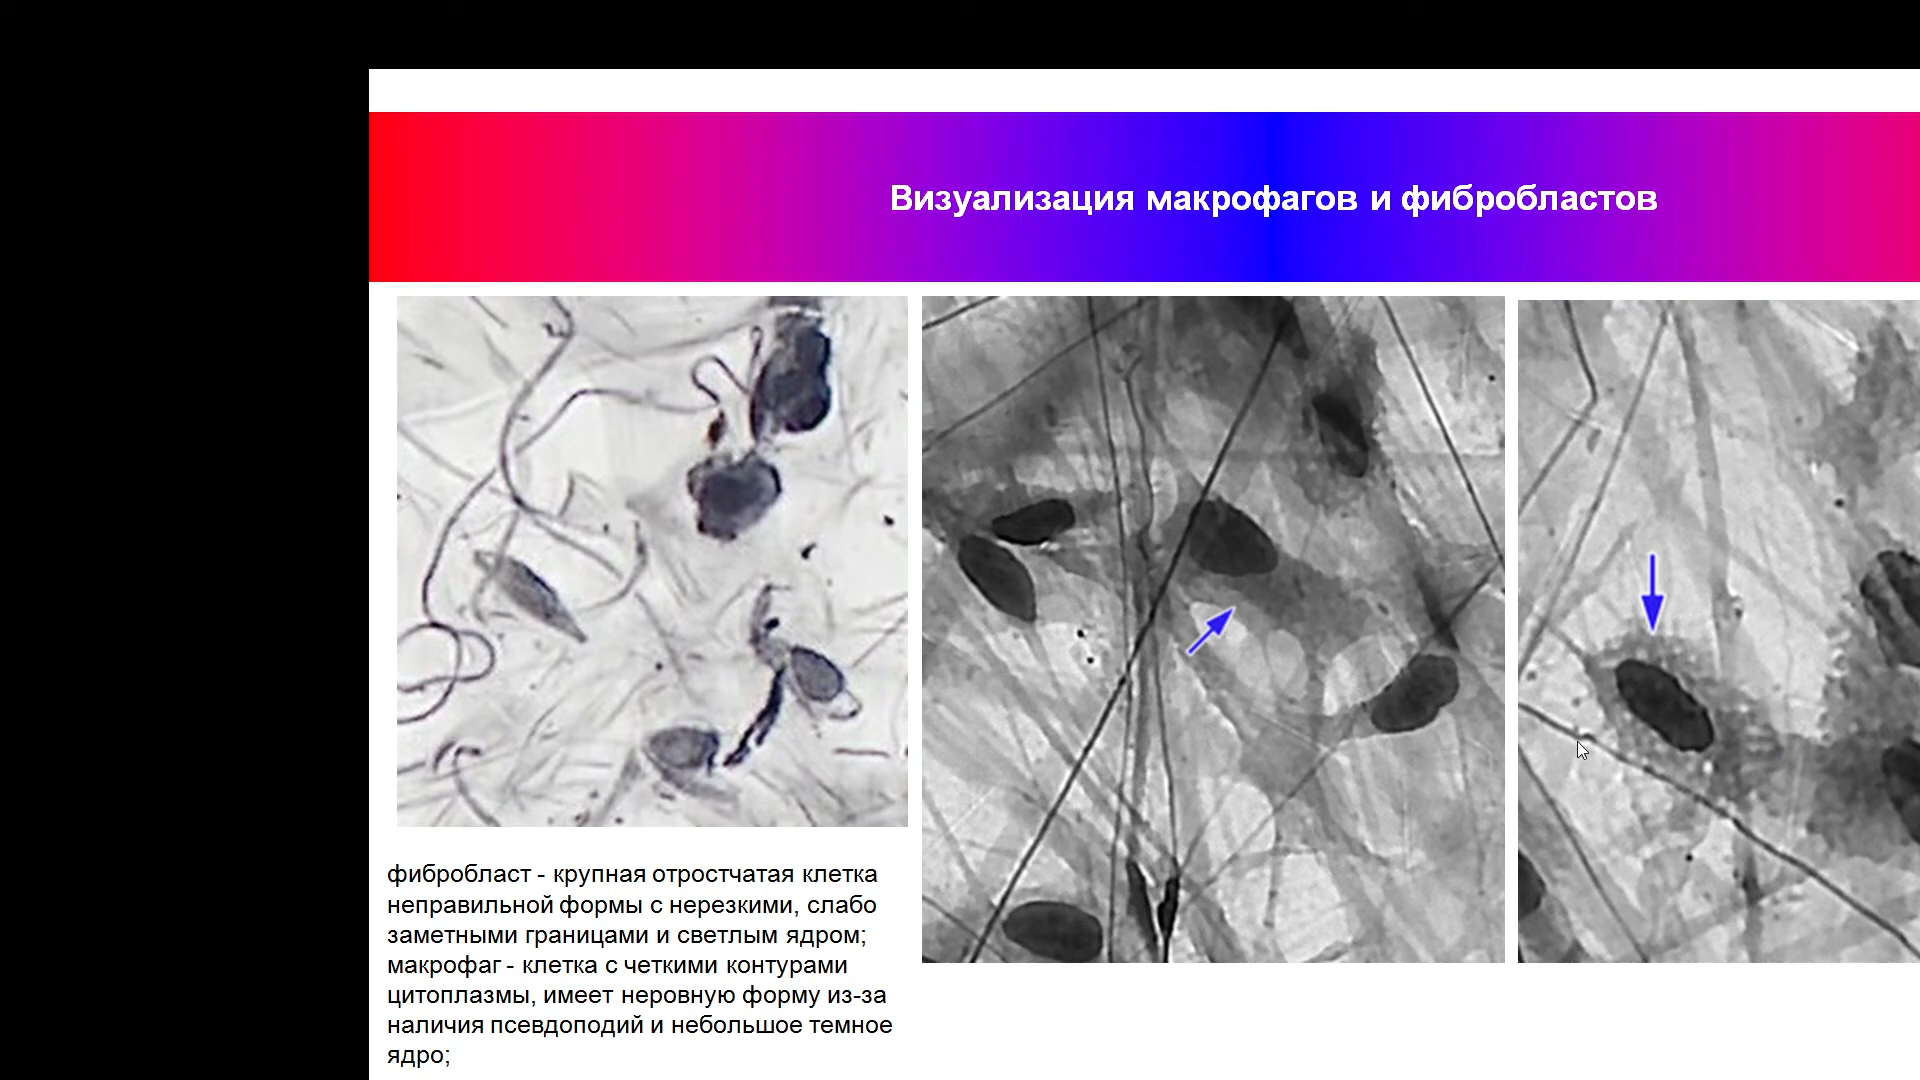 Визуализация макрофагов и фибробластов
фибробласт - крупная отростчатая клетка
неправильной формы с нерезкими, слабо
заметными границами и светлым ядром;
макрофаг - клетка с четкими контурами
цитоплазмы, имеет неровную форму из-за
наличия псевдоподий и небольшое темное
ядро;